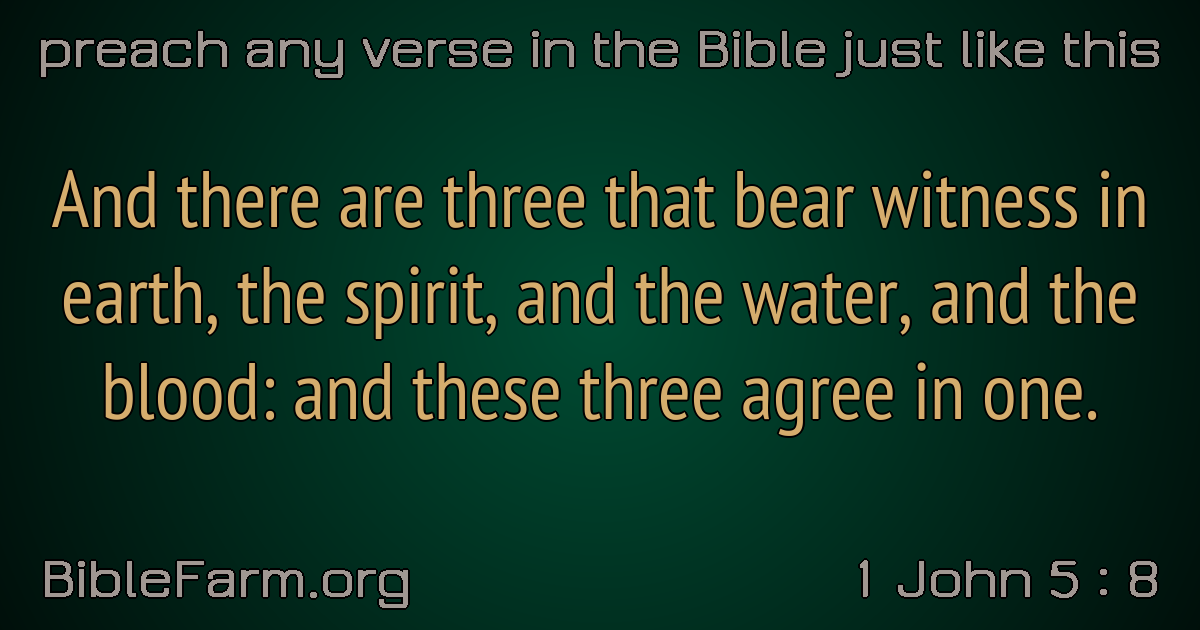 preach any verse in the Bible just like this
And there are three that bear witness in
earth, the spirit, and the water, and the
blood: and these three agree in one.
BibleFarm.org
1 John 5 : 8